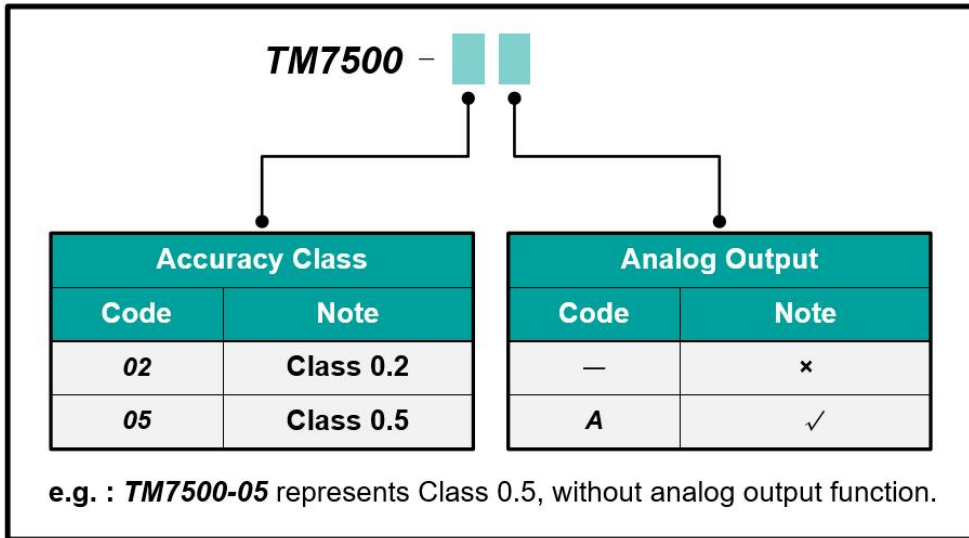 TM7500 –
Accuracy Class
Code Note
02 Class 0.2
05 Class 0.5
Analog Output
Code Note
— ×
A √
e.g. : TM7500-05 represents Class 0.5, without analog output function.